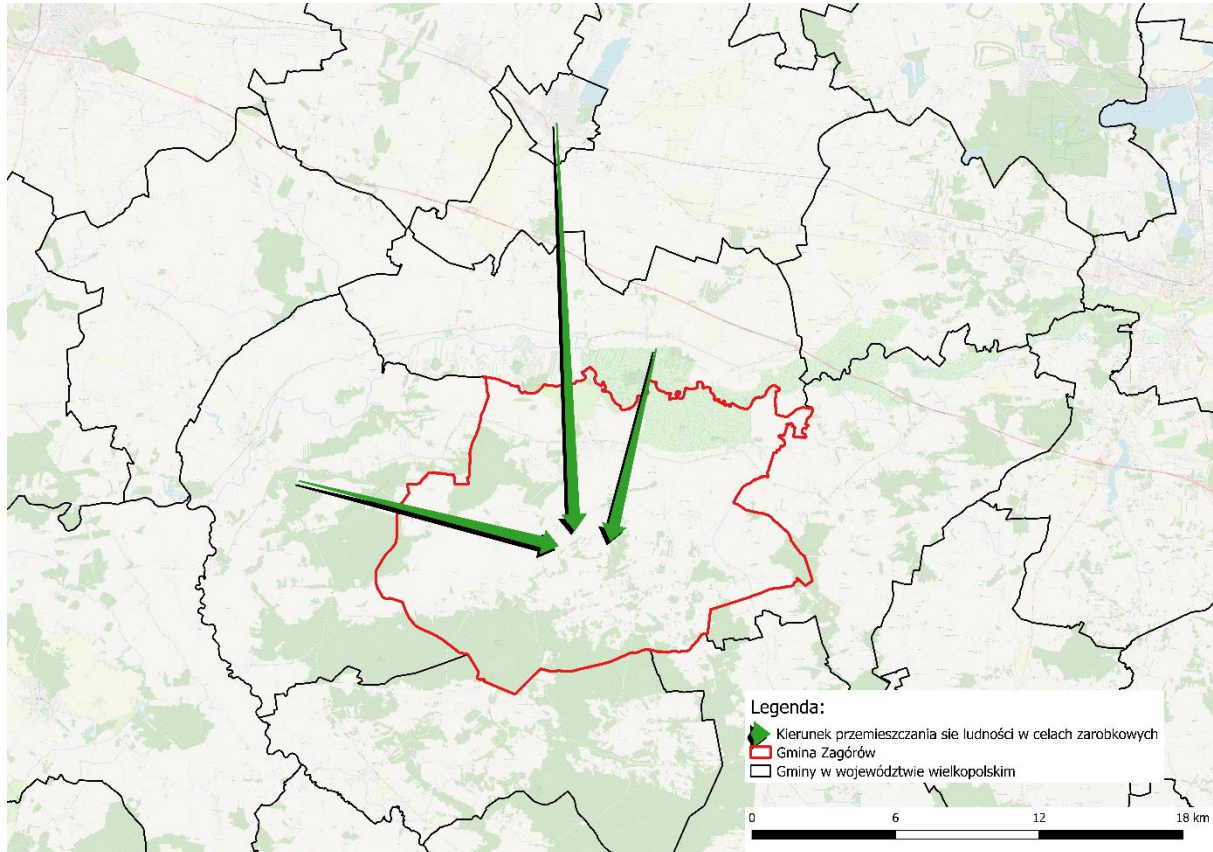 Legenda:
Kierunek przemieszczania sie ludności w celach zarobkowych
Gmina Zagórów
Gminy w województwie wielkopolskim
0 6 12 18 km